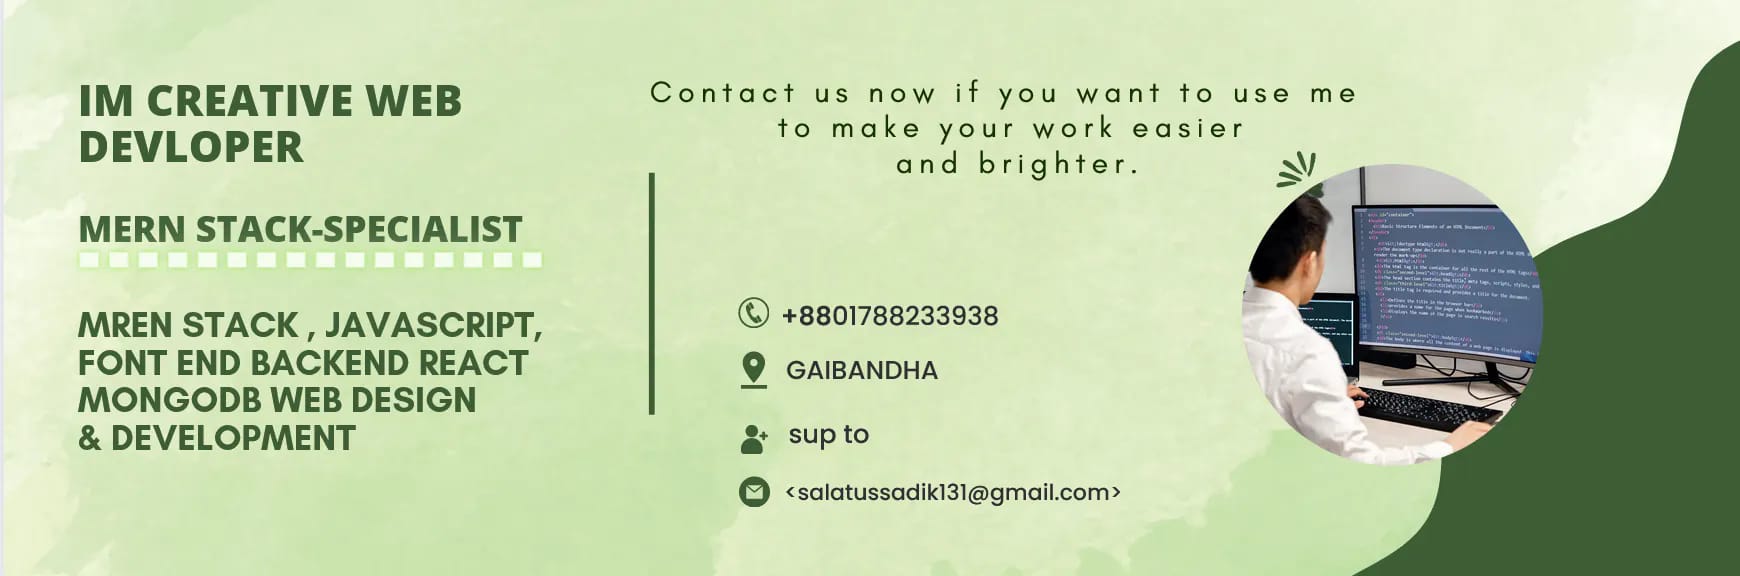 IM CREATIVE WEB
DEVLOPER
MERN STACK-SPECIALIST
MREN STACK , JAVASCRIPT,
FONT END BACKEND REACT
MONGODB WEB DESIGN
& DEVELOPMENT
Contact us now if you want to use me
to make your work easier
and brighter.
+8801788233938
GAIBANDHA
sup to
<salatussadik131@gmail.com>